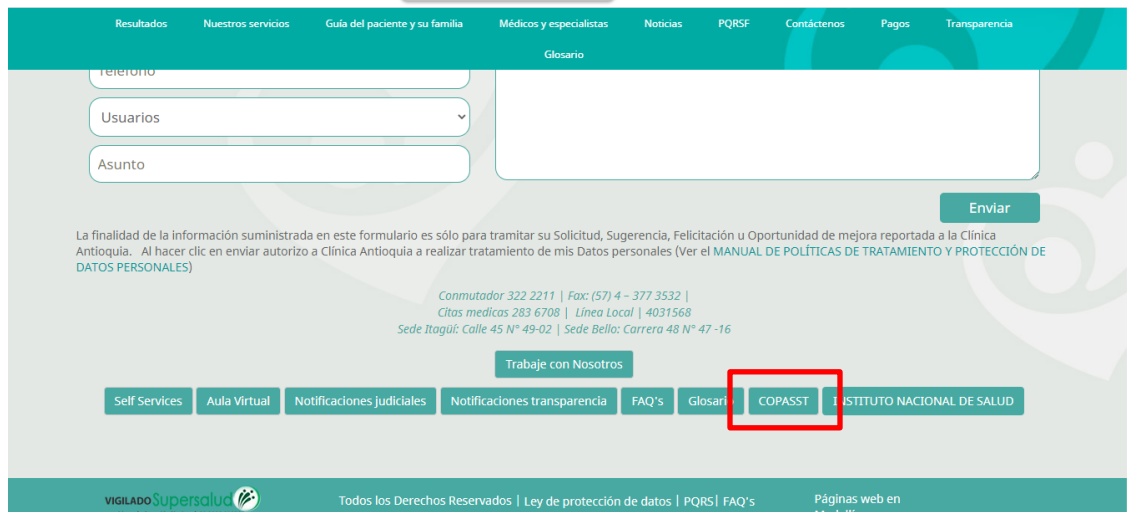 Resultados Nuestros servicios Guía del paciente y su familia Médicos y especialistas Noticias PQRSF Contáctenos Pagos Transparencia
Glosario
Teléfono
Usuarios
Asunto
Enviar
La finalidad de la información suministrada en este formulario es sólo para tramitar su Solicitud, Sugerencia, Felicitación u Oportunidad de mejora reportada a la Clínica
Antioquia. Al hacer clic en enviar autorizo a Clínica Antioquia a realizar tratamiento de mis Datos personales (Ver el MANUAL DE POLÍTICAS DE TRATAMIENTO Y PROTECCIÓN DE
DATOS PERSONALES)
Conmutador 322 2211 | Fax: (57) 4 – 377 3532 |
Citas medicas 283 6708 | Línea Local | 4031568
Sede Itagüí: Calle 45 N° 49-02 | Sede Bello: Carrera 48 N° 47 -16
Trabaje con Nosotros
Self Services Aula Virtual Notificaciones judiciales Notificaciones transparencia FAQ's Glosario COPASST INSTITUTO NACIONAL DE SALUD
VIGILADO Supersalud Todos los Derechos Reservados | Ley de protección de datos | PQRS| FAQ's Páginas web en